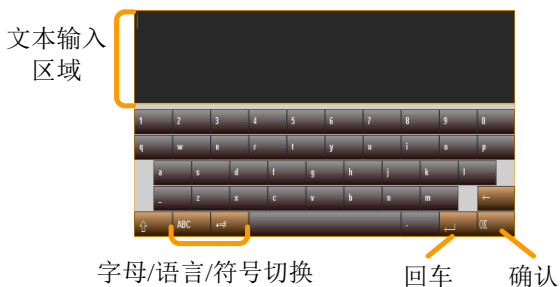 文本输入
区域
1 2 3 4 5 6 7 8 9 0
q w e r t y u i o p
a s d f g h j k l
_ z x c v b n m ←
⇧ ABC . OK
字母/语言/符号切换
回车
确认